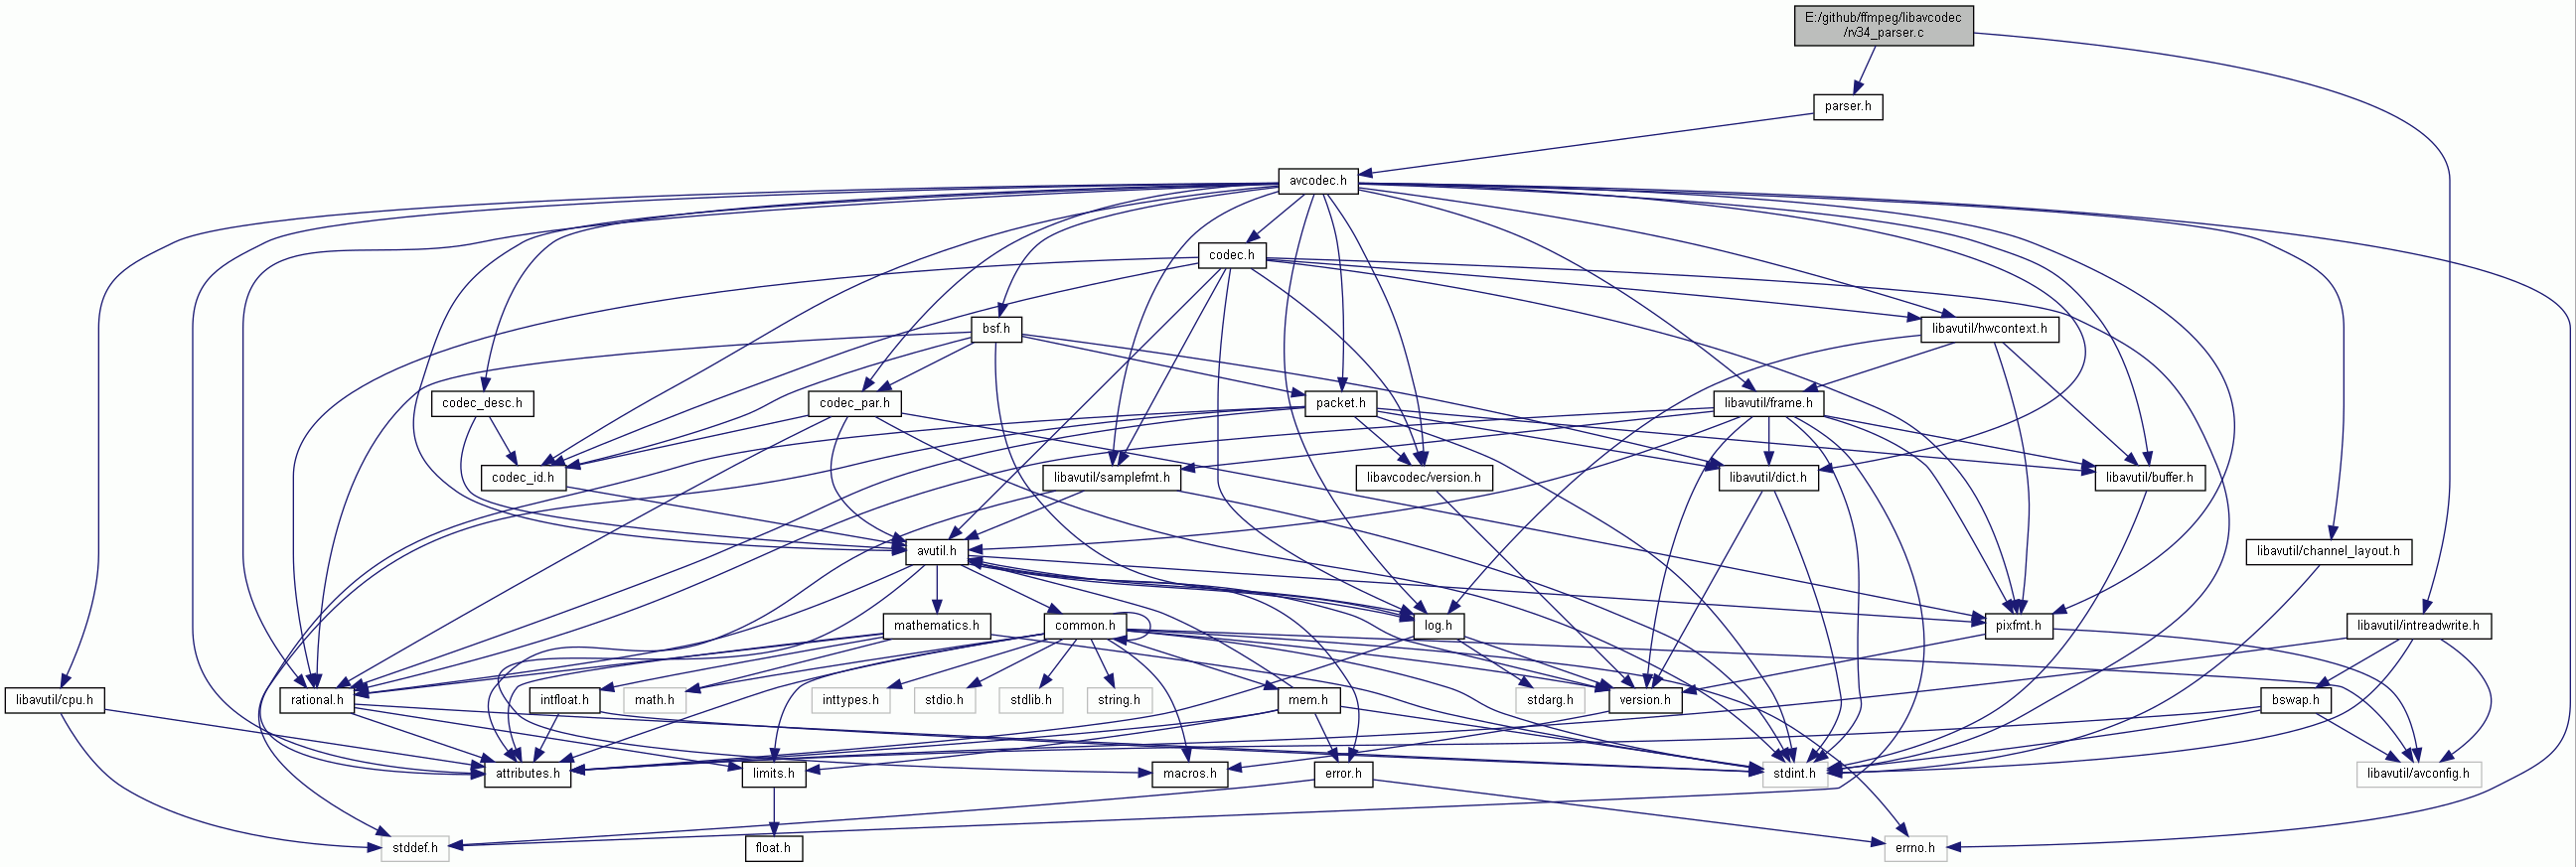 E:/github/ffmpeg/libavcodec
/rv34_parser.c
parser.h
avcodec.h
codec.h
bsf.h
libavutil/hwcontext.h
codec_desc.h
codec_par.h
packet.h
libavutil/frame.h
codec_id.h
libavutil/samplefmt.h
libavcodec/version.h
libavutil/dict.h
libavutil/buffer.h
avutil.h
libavutil/channel_layout.h
mathematics.h
common.h
log.h
pixfmt.h
libavutil/intreadwrite.h
libavutil/cpu.h
rational.h
intfloat.h
math.h
inttypes.h
stdio.h
stdlib.h
string.h
mem.h
stdarg.h
version.h
bswap.h
attributes.h
limits.h
macros.h
error.h
stdint.h
libavutil/avconfig.h
stddef.h
float.h
errno.h